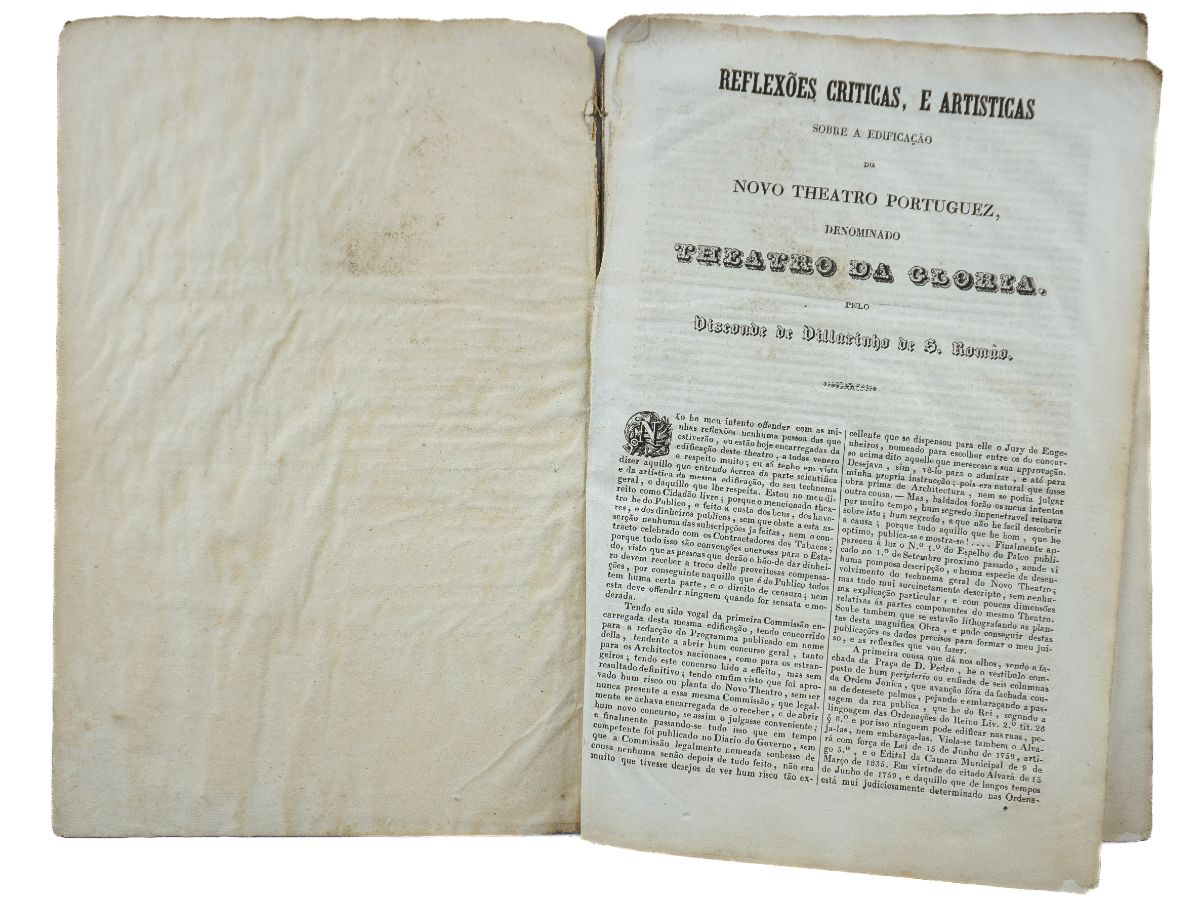 REFLEXÕES CRITICAS, E ARTISTICAS
SOBRE A EDIFICAÇÃO
DO
NOVO THEATRO PORTUGUEZ,
DENOMINADO
THEATRO DA GLORIA.
PELO
Visconde de Villarinho de S. Romão.
Não he meu intento offender com as mi-
nhas reflexões nenhuma pessoa das que
estiverão, ou estão hoje encarregadas da
edificação deste theatro, a todas venero
e respeito muito; eu só tenho em vista
dizer aquillo que entendo ácerca da parte scientifica
e da artistica da mesma edificação, do seu technema
geral, e daquillo que lhe respeita. Estou no meu di-
reito como Cidadão livre; porque o mencionado thea-
tro he do Publico, e feito á custa dos bens, dos havo-
res, e dos dinheiros publicos, sem que obste a esta as-
serção nenhuma das subscripções já feitas, nem o con-
tracto celebrado com os Contractadores dos Tabacos;
porque tudo isso são convenções onerosas para o Esta-
do, visto que as pessoas que derão e hão-de dar dinhei-
ro devem receber a troco delle proveitosas compensa-
ções, por conseguinte naquillo que é do Publico todos
tem huma certa parte, e o direito de censura; nem
esta deve offender ninguem quando for sensata e mo-
derada.
Tendo eu sido vogal da primeira Commissão en-
carregada desta mesma edificação, tendo concorrido
para a redacção do Programma publicado em nome
della, tendente a abrir hum concurso geral, tanto
para os Architectos nacionaes, como para os estran-
geiros; tendo este concurso hido a effeito, mas sem
resultado definitivo; tendo emfim visto que foi apro-
vado hum risco ou planta do Novo Theatro, sem ser
nunca presente a essa mesma Commissão, que legal-
mente se achava encarregada de o receber, e de abrir
hum novo concurso, se assim o julgasse conveniente;
e finalmente passando-se tudo isso que em tempo
competente foi publicado no Diario do Governo, sem
que a Commissão legalmente nomeada soubesse de
cousa nenhuma senão depois de tudo feito, não era
muito que tivesse desejos de ver hum risco tão ex-
cellente que se dispensou para elle o Jury de Enge-
nheiros, nomeado para escolher entre os do concur-
so acima dito aquelle que merecesse a sua approvação.
Desejava, sim, vê-lo para o admirar, e até para
minha propria instrucção; pois era natural que fosse
obra prima de Architectura, nem se podia julgar
outra cousa. — Mas, baldados forão os meus intentos
por muito tempo, hum segredo impenetravel reinava
sobre isto; hum segredo, a que não he facil descobrir
a causa; porque tudo aquillo que he bom, que he
optimo, publica-se e mostra-se! . . . . Finalmente ap-
pareceu á luz o N.º 1.º do Espelho do Palco publi-
cado no 1.º de Setembro proximo passado, aonde vi
huma pomposa descripção, e huma especie de desen-
volvimento do technema geral do Novo Theatro;
mas tudo mui succinctamente descripto, sem nenhu-
ma explicação particular, e com poucas dimensões
relativas ás partes componentes do mesmo Theatro.
Soube tambem que se estavão lithografando as plan-
tas desta magnifica Obra, e pude conseguir destas
publicações os dados precisos para formar o meu jui-
so, e as reflexões que vou fazer.
A primeira cousa que dá nos olhos, vendo a fa-
chada da Praça de D. Pedro, he o vestibulo com-
posto de hum peripterio ou enfiada de seis columnas
da Ordem Jonica, que avanção fóra da fachada cou-
sa de dezesete palmos, pejando e embaraçando a pas-
sagem da rua publica, que he do Rei, segundo a
linguagem das Ordenações do Reino Liv. 2.º tit. 26
§ 8.º e por isso ninguem pode edificar nas ruas, pe-
ja-las, nem embaraça-las. Viola-se tambem o Alva-
rá com força de Lei de 15 de Junho de 1759, arti-
go 5.º, e o Edital da Camara Municipal de 9 de
Março de 1835. Em virtude do citado Alvará de 15
de Junho de 1759, e daquillo que de longos tempos
está mui judiciosamente determinado nas Ordena-
*